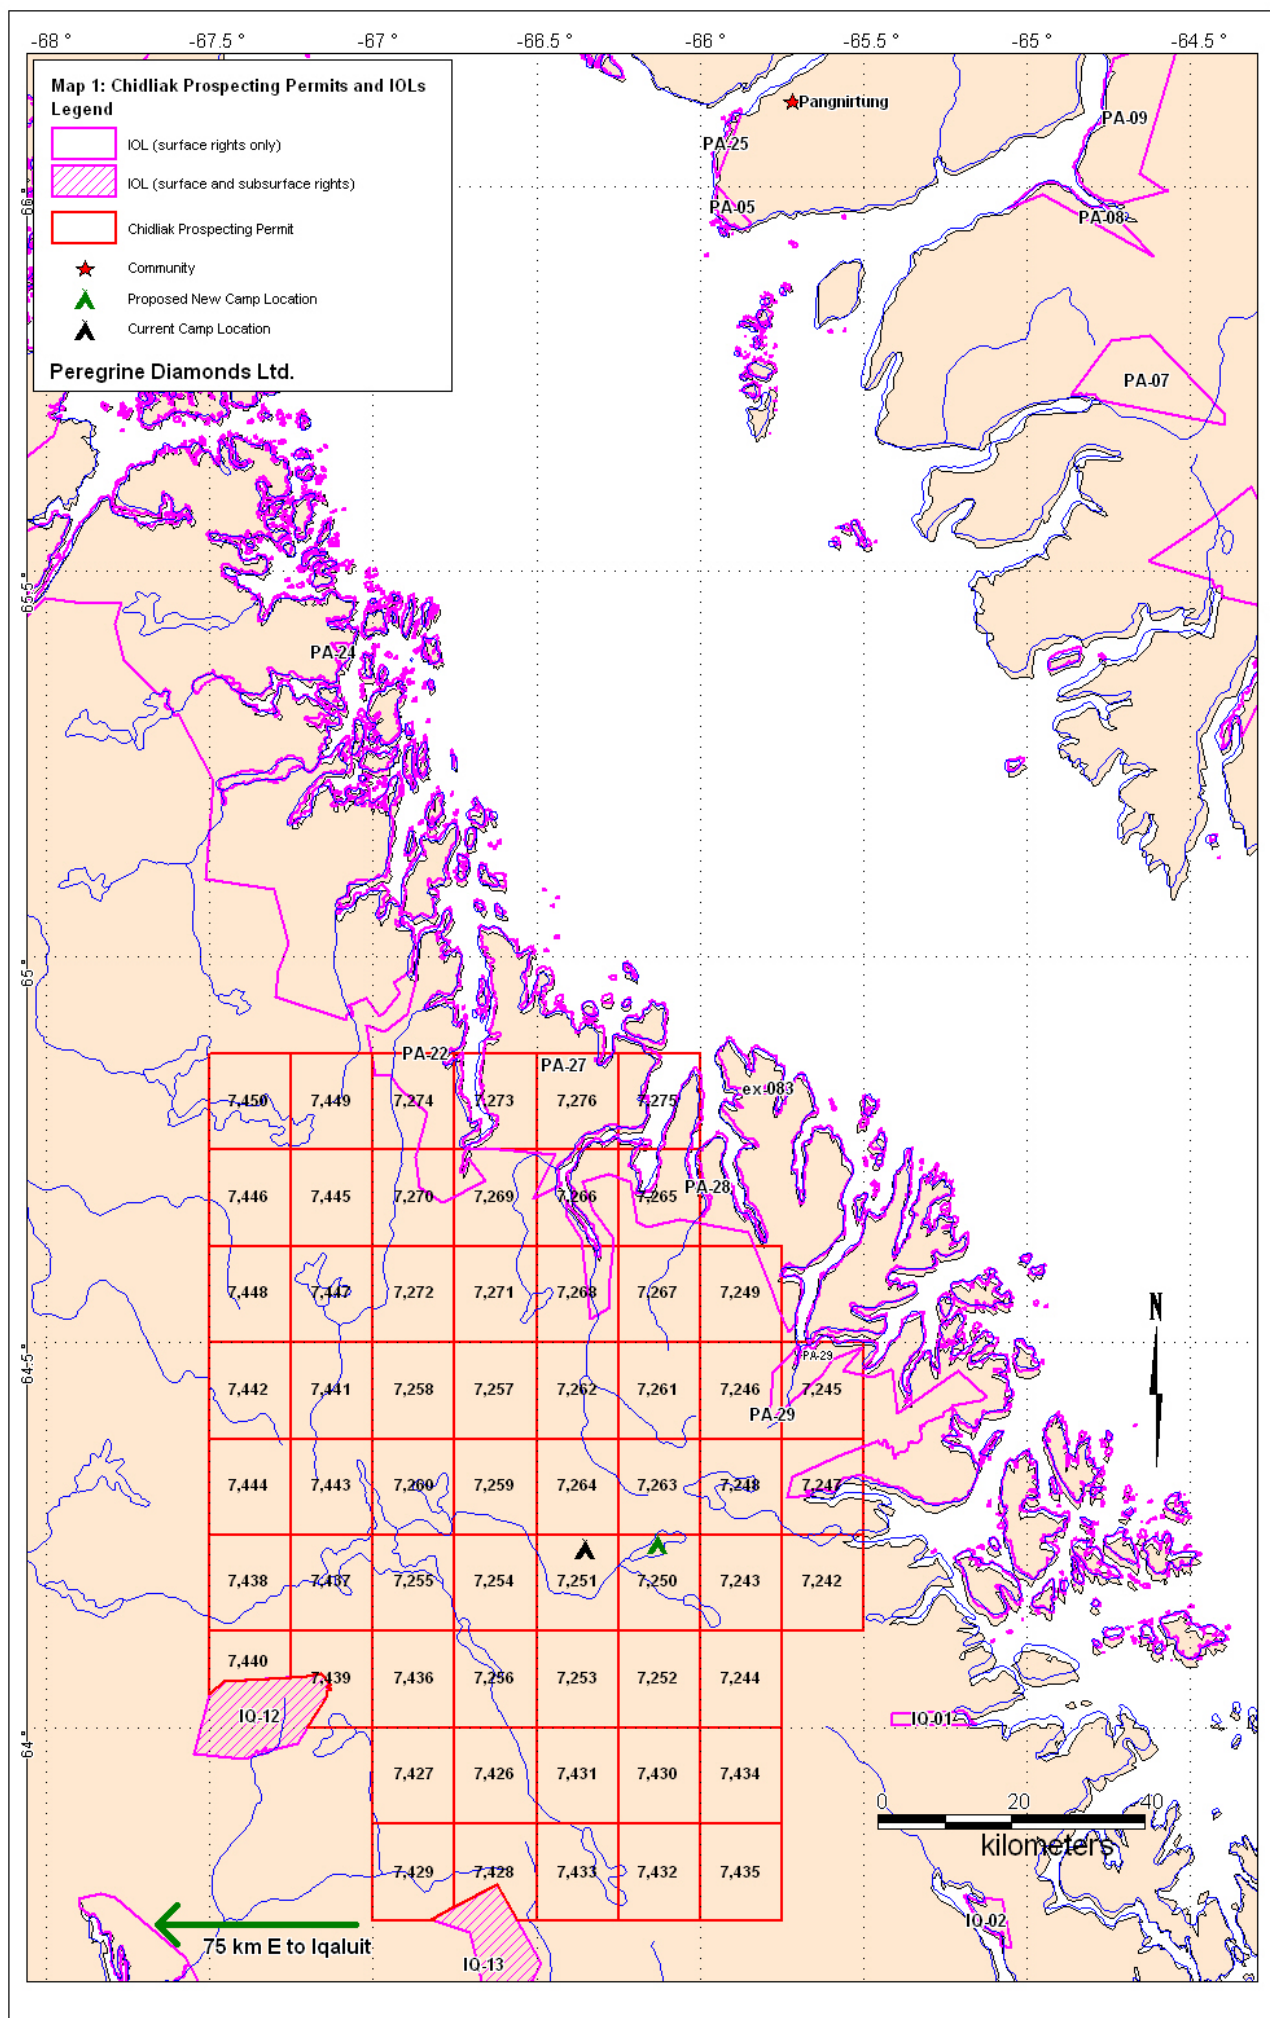 -68 ° -67.5 ° -67 ° -66.5 ° -66 ° -65.5 ° -65 ° -64.5 °
Map 1: Chidliak Prospecting Permits and IOLs
Legend
IOL (surface rights only)
IOL (surface and subsurface rights)
Chidliak Prospecting Permit
Community
Proposed New Camp Location
Current Camp Location
Peregrine Diamonds Ltd.
Pangnirtung
PA-09
PA-25
66 °
PA-05
PA-08
PA-07
65.5 °
PA-24
65 °
PA-22
PA-27
ex-083
7,450 7,449 7,274 7,273 7,276 7,275
PA-28
7,446 7,445 7,270 7,269 7,266 7,265
7,448 7,447 7,272 7,271 7,268 7,267 7,249
N
64.5 °
PA-29
7,442 7,441 7,258 7,257 7,262 7,261 7,246 7,245
PA-29
7,444 7,443 7,260 7,259 7,264 7,263 7,248 7,247
7,438 7,437 7,255 7,254 7,251 7,250 7,243 7,242
7,440
7,439 7,436 7,256 7,253 7,252 7,244
IQ-12
IQ-01
64 °
7,427 7,426 7,431 7,430 7,434
0 20 40
kilometers
7,429 7,428 7,433 7,432 7,435
IQ-02
75 km E to Iqaluit
IQ-13